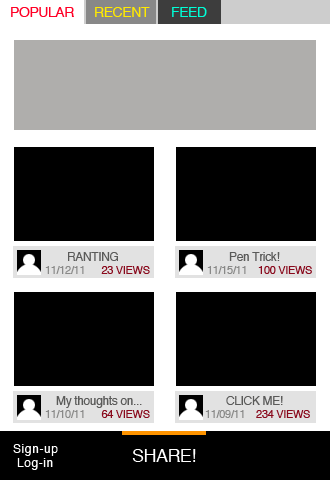 POPULAR RECENT FEED
RANTING
11/12/11 23 VIEWS
Pen Trick!
11/15/11 100 VIEWS
My thoughts on...
11/10/11 64 VIEWS
CLICK ME!
11/09/11 234 VIEWS
Sign-up
Log-in
SHARE!